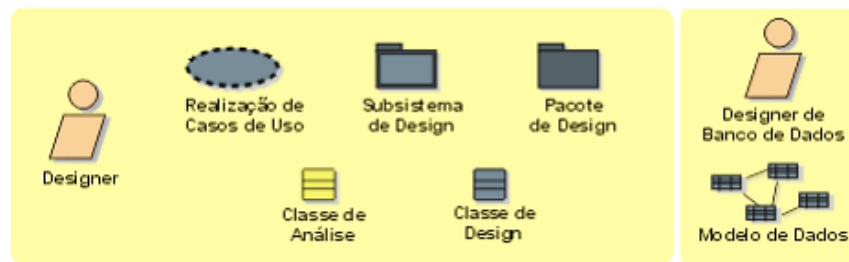 Designer
Realização de
Casos de Uso
Subsistema
de Design
Pacote
de Design
Classe de
Análise
Classe de
Design
Designer de
Banco de Dados
Modelo de Dados